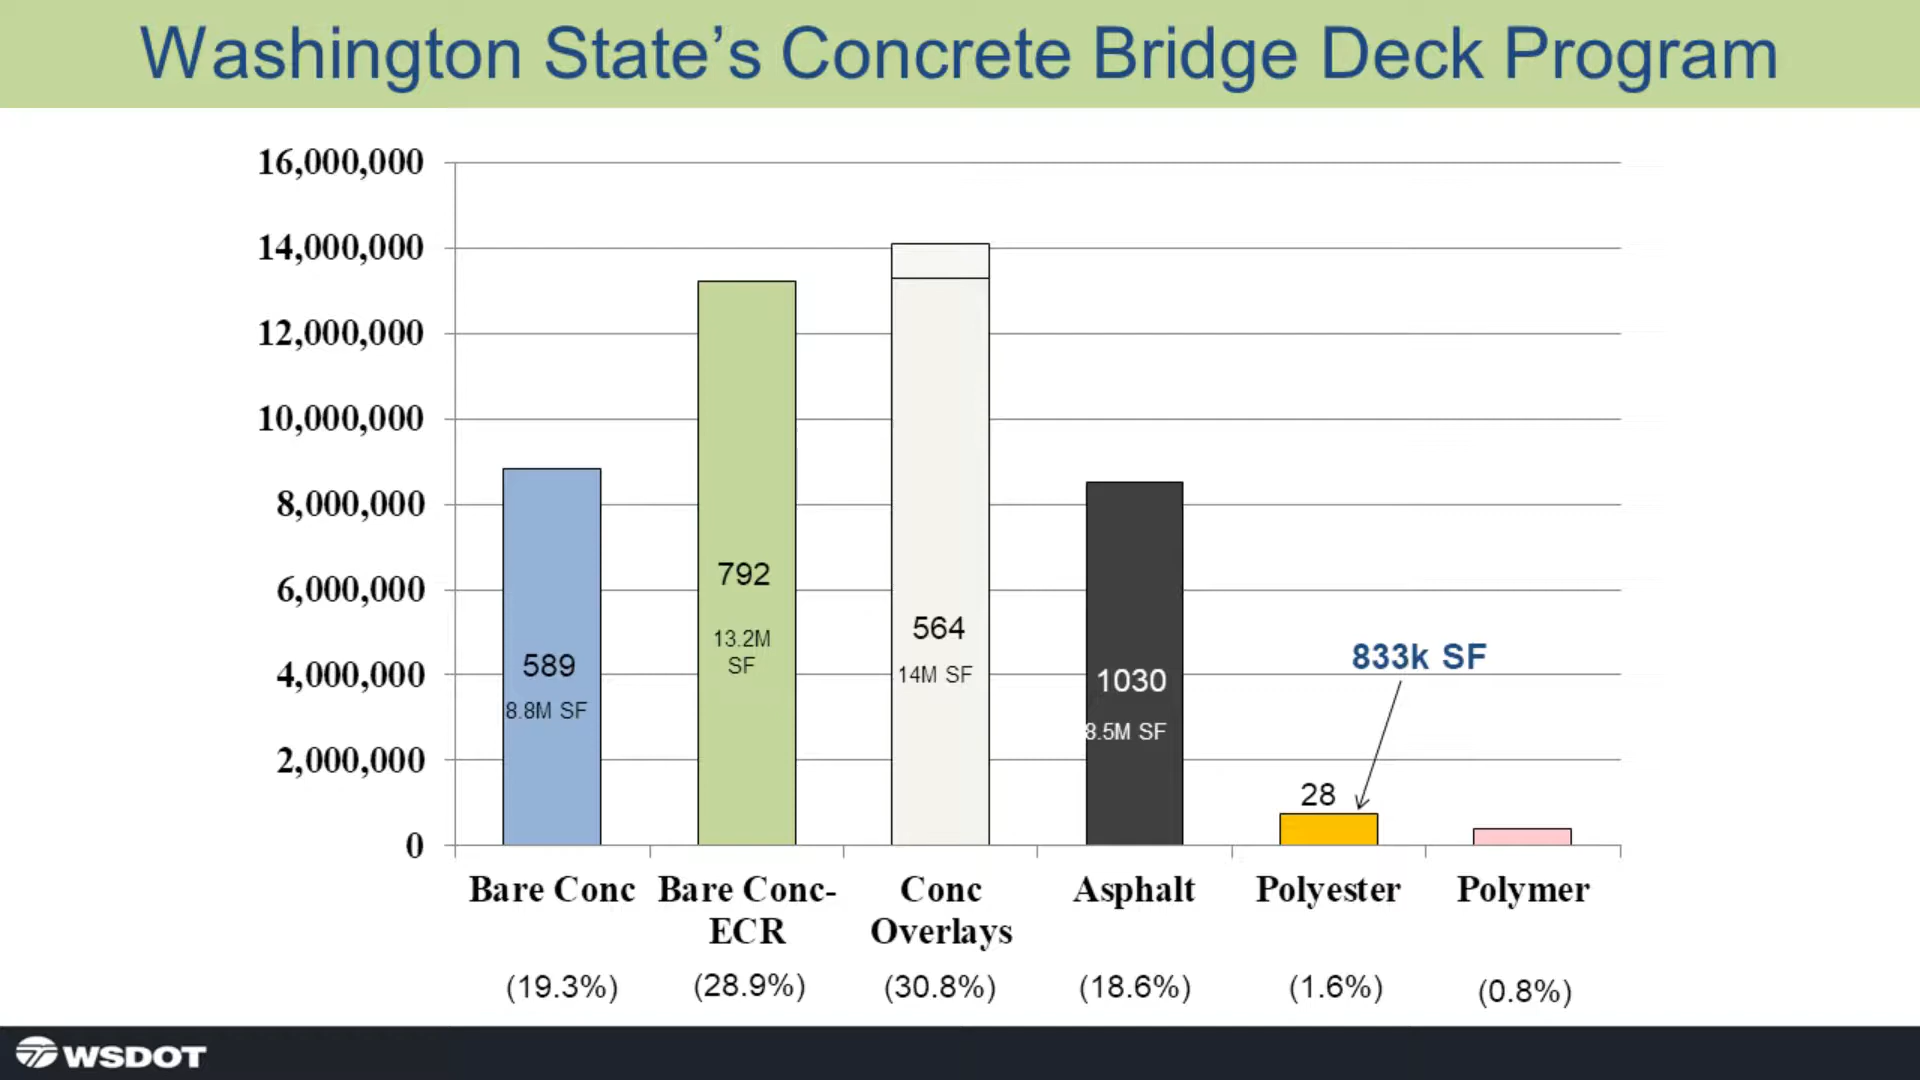 Washington State’s Concrete Bridge Deck Program
16,000,000
14,000,000
12,000,000
10,000,000
8,000,000
6,000,000
4,000,000
2,000,000
0
589
8.8M SF
792
13.2M
SF
564
14M SF
1030
8.5M SF
28
833k SF
Bare Conc
Bare Conc-
ECR
Conc
Overlays
Asphalt
Polyester
Polymer
(19.3%)
(28.9%)
(30.8%)
(18.6%)
(1.6%)
(0.8%)
WSDOT